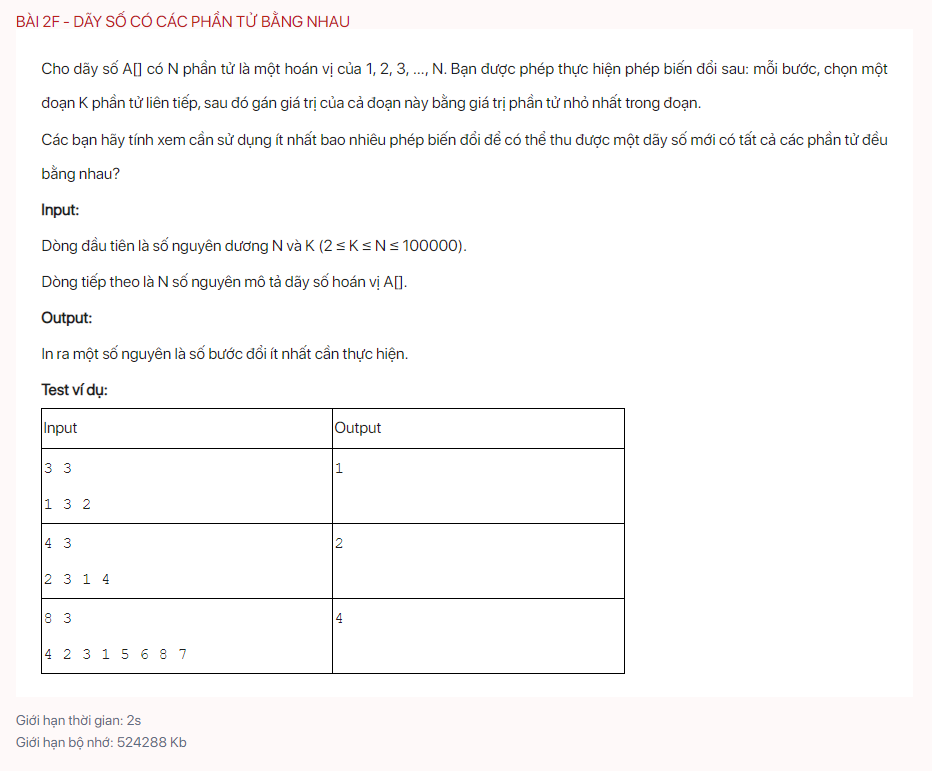 BÀI 2F - DÃY SỐ CÓ CÁC PHẦN TỬ BẰNG NHAU
Cho dãy số A[] có N phần tử là một hoán vị của 1, 2, 3, ..., N. Bạn được phép thực hiện phép biến đổi sau: mỗi bước, chọn một
đoạn K phần tử liên tiếp, sau đó gán giá trị của cả đoạn này bằng giá trị phần tử nhỏ nhất trong đoạn.
Các bạn hãy tính xem cần sử dụng ít nhất bao nhiêu phép biến đổi để có thể thu được một dãy số mới có tất cả các phần tử đều
bằng nhau?
Input:
Dòng đầu tiên là số nguyên dương N và K (2 ≤ K ≤ N ≤ 100000).
Dòng tiếp theo là N số nguyên mô tả dãy số hoán vị A[].
Output:
In ra một số nguyên là số bước đổi ít nhất cần thực hiện.
Test ví dụ:
Input Output
3 3 1
1 3 2
4 3 2
2 3 1 4
8 3 4
4 2 3 1 5 6 8 7
Giới hạn thời gian: 2s
Giới hạn bộ nhớ: 524288 Kb